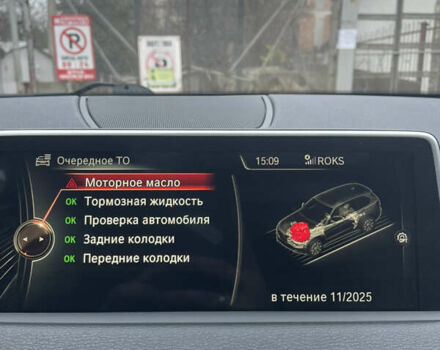 Очередное ТО
15:09
ROKS
Моторное масло
OK Тормозная жидкость
OK Проверка автомобиля
OK Задние колодки
OK Передние колодки
в течение 11/2025